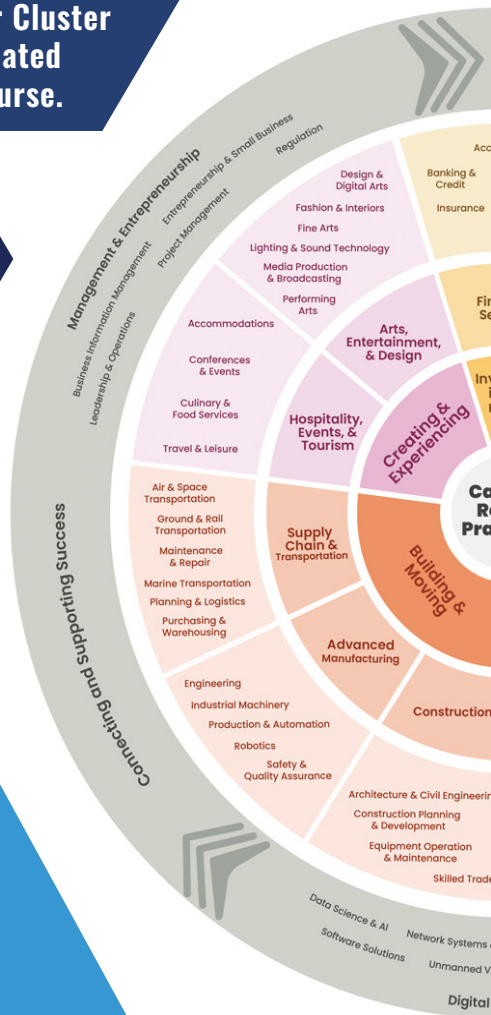 Cluster
Management & Entrepreneurship
Entrepreneurship & Small Business
Regulation
Project Management
Business Information Management
Leadership & Operations
Connecting and Supporting Success
Design &
Digital Arts
Fashion & Interiors
Fine Arts
Lighting & Sound Technology
Media Production
& Broadcasting
Performing
Arts
Banking &
Credit
Insurance
Arts,
Entertainment,
& Design
Accommodations
Conferences
& Events
Culinary &
Food Services
Travel & Leisure
Hospitality,
Events, &
Tourism
Creating &
Experiencing
Air & Space
Transportation
Ground & Rail
Transportation
Maintenance
& Repair
Marine Transportation
Planning & Logistics
Purchasing &
Warehousing
Supply
Chain &
Transportation
Building &
Moving
Advanced
Manufacturing
Engineering
Industrial Machinery
Production & Automation
Robotics
Safety &
Quality Assurance
Construction
Architecture & Civil
Construction Planning
& Development
Equipment Operation
& Maintenance
Skilled
Data Science & AI
Software Solutions
Network Systems
Unmanned
Digital